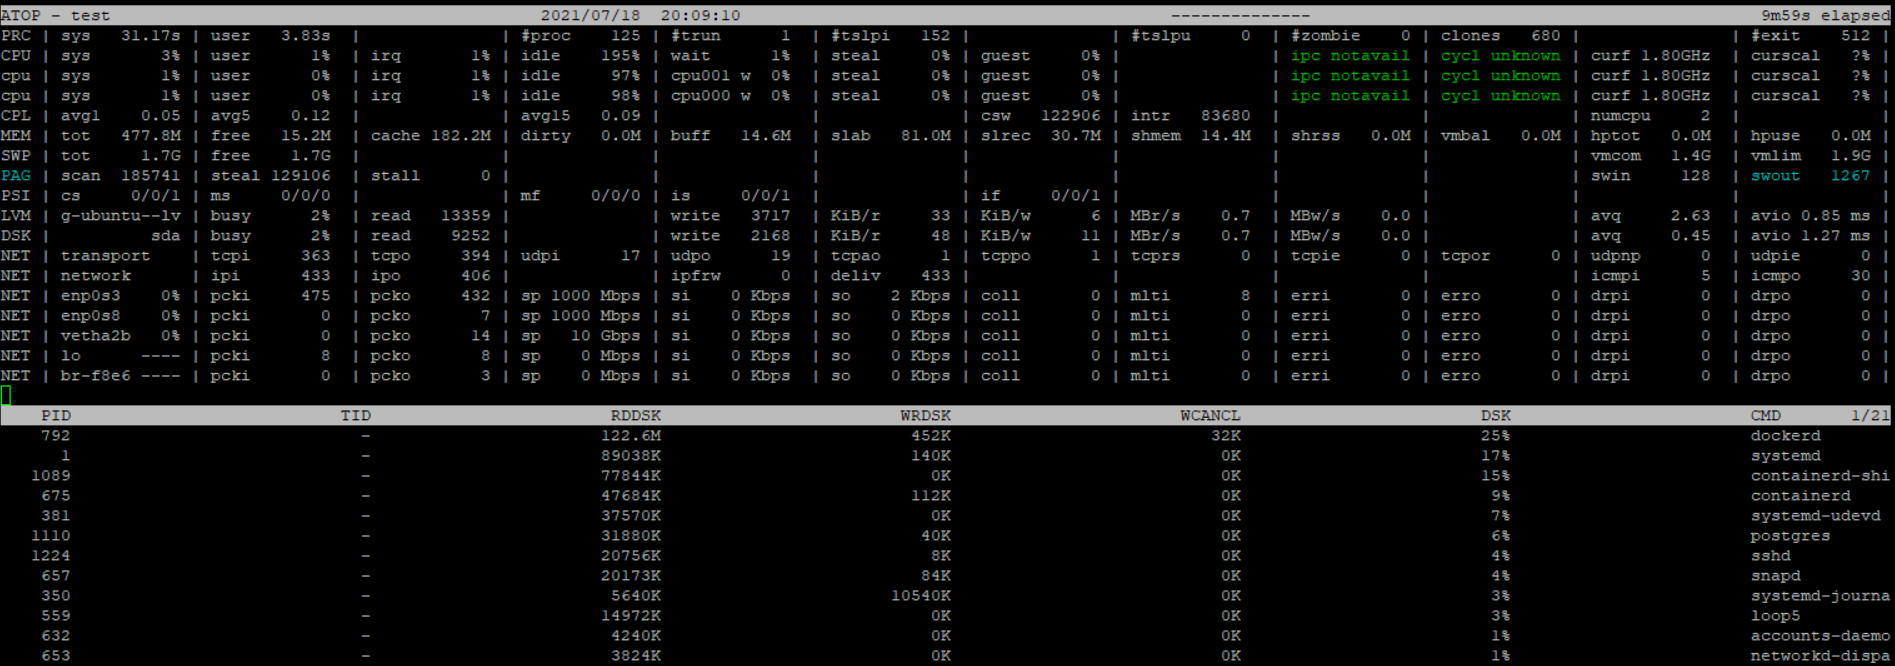 ATOP - test 2021/07/18 20:09:10 -------------- 9m59s elapsed
PRC | sys 31.17s | user 3.83s | | #proc 125 | #trun 1 | #tslpi 152 | | #tslpu 0 | #zombie 0 | clones 680 | | #exit 512 |
CPU | sys 3% | user 1% | irq 1% | idle 195% | wait 1% | steal 0% | guest 0% | | ipc notavail | cycl unknown | curf 1.80GHz | curscal ?% |
cpu | sys 1% | user 0% | irq 1% | idle 97% | cpu001 w 0% | steal 0% | guest 0% | | ipc notavail | cycl unknown | curf 1.80GHz | curscal ?% |
cpu | sys 1% | user 0% | irq 1% | idle 98% | cpu000 w 0% | steal 0% | guest 0% | | ipc notavail | cycl unknown | curf 1.80GHz | curscal ?% |
CPL | avg1 0.05 | avg5 0.12 | | avg15 0.09 | | | csw 122906 | intr 83680 | | | numcpu 2 | |
MEM | tot 477.8M | free 15.2M | cache 182.2M | dirty 0.0M | buff 14.6M | slab 81.0M | slrec 30.7M | shmem 14.4M | shrss 0.0M | vmbal 0.0M | hptot 0.0M | hpuse 0.0M |
SWP | tot 1.7G | free 1.7G | | | | | | | | | vmcom 1.4G | vmlim 1.9G |
PAG | scan 185741 | steal 129106 | stall 0 | | | | | | | | swin 128 | swout 1267 |
PSI | cs 0/0/1 | ms 0/0/0 | | mf 0/0/0 | is 0/0/1 | | if 0/0/1 | | | | | |
LVM | g-ubuntu--lv | busy 2% | read 13359 | | write 3717 | KiB/r 33 | KiB/w 6 | MBr/s 0.7 | MBw/s 0.0 | | avq 2.63 | avio 0.85 ms |
DSK | sda | busy 2% | read 9252 | | write 2168 | KiB/r 48 | KiB/w 11 | MBr/s 0.7 | MBw/s 0.0 | | avq 0.45 | avio 1.27 ms |
NET | transport | tcpi 363 | tcpo 394 | udpi 17 | udpo 19 | tcpao 1 | tcppo 1 | tcprs 0 | tcpie 0 | tcpor 0 | udpnp 0 | udpie 0 |
NET | network | ipi 433 | ipo 406 | | ipfrw 0 | deliv 433 | | | | | icmpi 5 | icmpo 30 |
NET | enp0s3 0% | pcki 475 | pcko 432 | sp 1000 Mbps | si 0 Kbps | so 2 Kbps | coll 0 | mlti 8 | erri 0 | erro 0 | drpi 0 | drpo 0 |
NET | enp0s8 0% | pcki 0 | pcko 7 | sp 1000 Mbps | si 0 Kbps | so 0 Kbps | coll 0 | mlti 0 | erri 0 | erro 0 | drpi 0 | drpo 0 |
NET | vetha2b 0% | pcki 0 | pcko 14 | sp 10 Gbps | si 0 Kbps | so 0 Kbps | coll 0 | mlti 0 | erri 0 | erro 0 | drpi 0 | drpo 0 |
NET | lo ---- | pcki 8 | pcko 8 | sp 0 Mbps | si 0 Kbps | so 0 Kbps | coll 0 | mlti 0 | erri 0 | erro 0 | drpi 0 | drpo 0 |
NET | br-f8e6 ---- | pcki 0 | pcko 3 | sp 0 Mbps | si 0 Kbps | so 0 Kbps | coll 0 | mlti 0 | erri 0 | erro 0 | drpi 0 | drpo 0 |
PID TID RDDSK WRDSK WCANCL DSK CMD 1/21
792 - 122.6M 452K 32K 25% dockerd
1 - 89038K 140K 0K 17% systemd
1089 - 77844K 0K 0K 15% containerd-shi
675 - 47684K 112K 0K 9% containerd
381 - 37570K 0K 0K 7% systemd-udevd
1110 - 31880K 40K 0K 6% postgres
1224 - 20756K 8K 0K 4% sshd
657 - 20173K 84K 0K 4% snapd
350 - 5640K 10540K 0K 3% systemd-journa
559 - 14972K 0K 0K 3% loop5
632 - 4240K 0K 0K 1% accounts-daemo
653 - 3824K 0K 0K 1% networkd-dispa